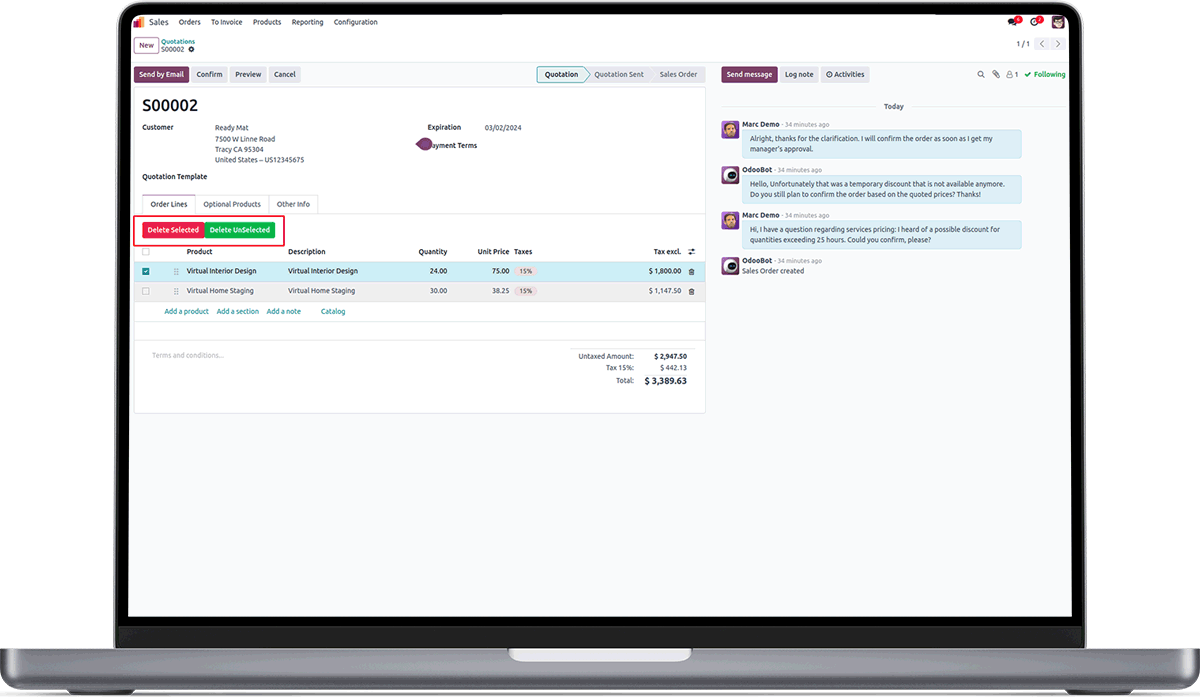 Sales Orders To Invoice Products Reporting Configuration
6 7
New Quotations
S00002
1 / 1
Send by Email Confirm Preview Cancel
Quotation Quotation Sent Sales Order
Send message Log note Activities
1 Following
S00002
Customer Ready Mat
7500 W Linne Road
Tracy CA 95304
United States – US12345675
Expiration 03/02/2024
yment Terms
Quotation Template
Order Lines Optional Products Other Info
Delete Selected Delete UnSelected
Product Description Quantity Unit Price Taxes Tax excl.
Virtual Interior Design Virtual Interior Design 24.00 75.00 15% $ 1,800.00
Virtual Home Staging Virtual Home Staging 30.00 38.25 15% $ 1,147.50
Add a product Add a section Add a note Catalog
Terms and conditions...
Untaxed Amount: $ 2,947.50
Tax 15%: $ 442.13
Total: $ 3,389.63
Today
Marc Demo - 34 minutes ago
Alright, thanks for the clarification. I will confirm the order as soon as I get my
manager's approval.
OdooBot - 34 minutes ago
Hello, Unfortunately that was a temporary discount that is not available anymore.
Do you still plan to confirm the order based on the quoted prices? Thanks!
Marc Demo - 34 minutes ago
Hi, I have a question regarding services pricing: I heard of a possible discount for
quantities exceeding 25 hours. Could you confirm, please?
OdooBot - 34 minutes ago
Sales Order created